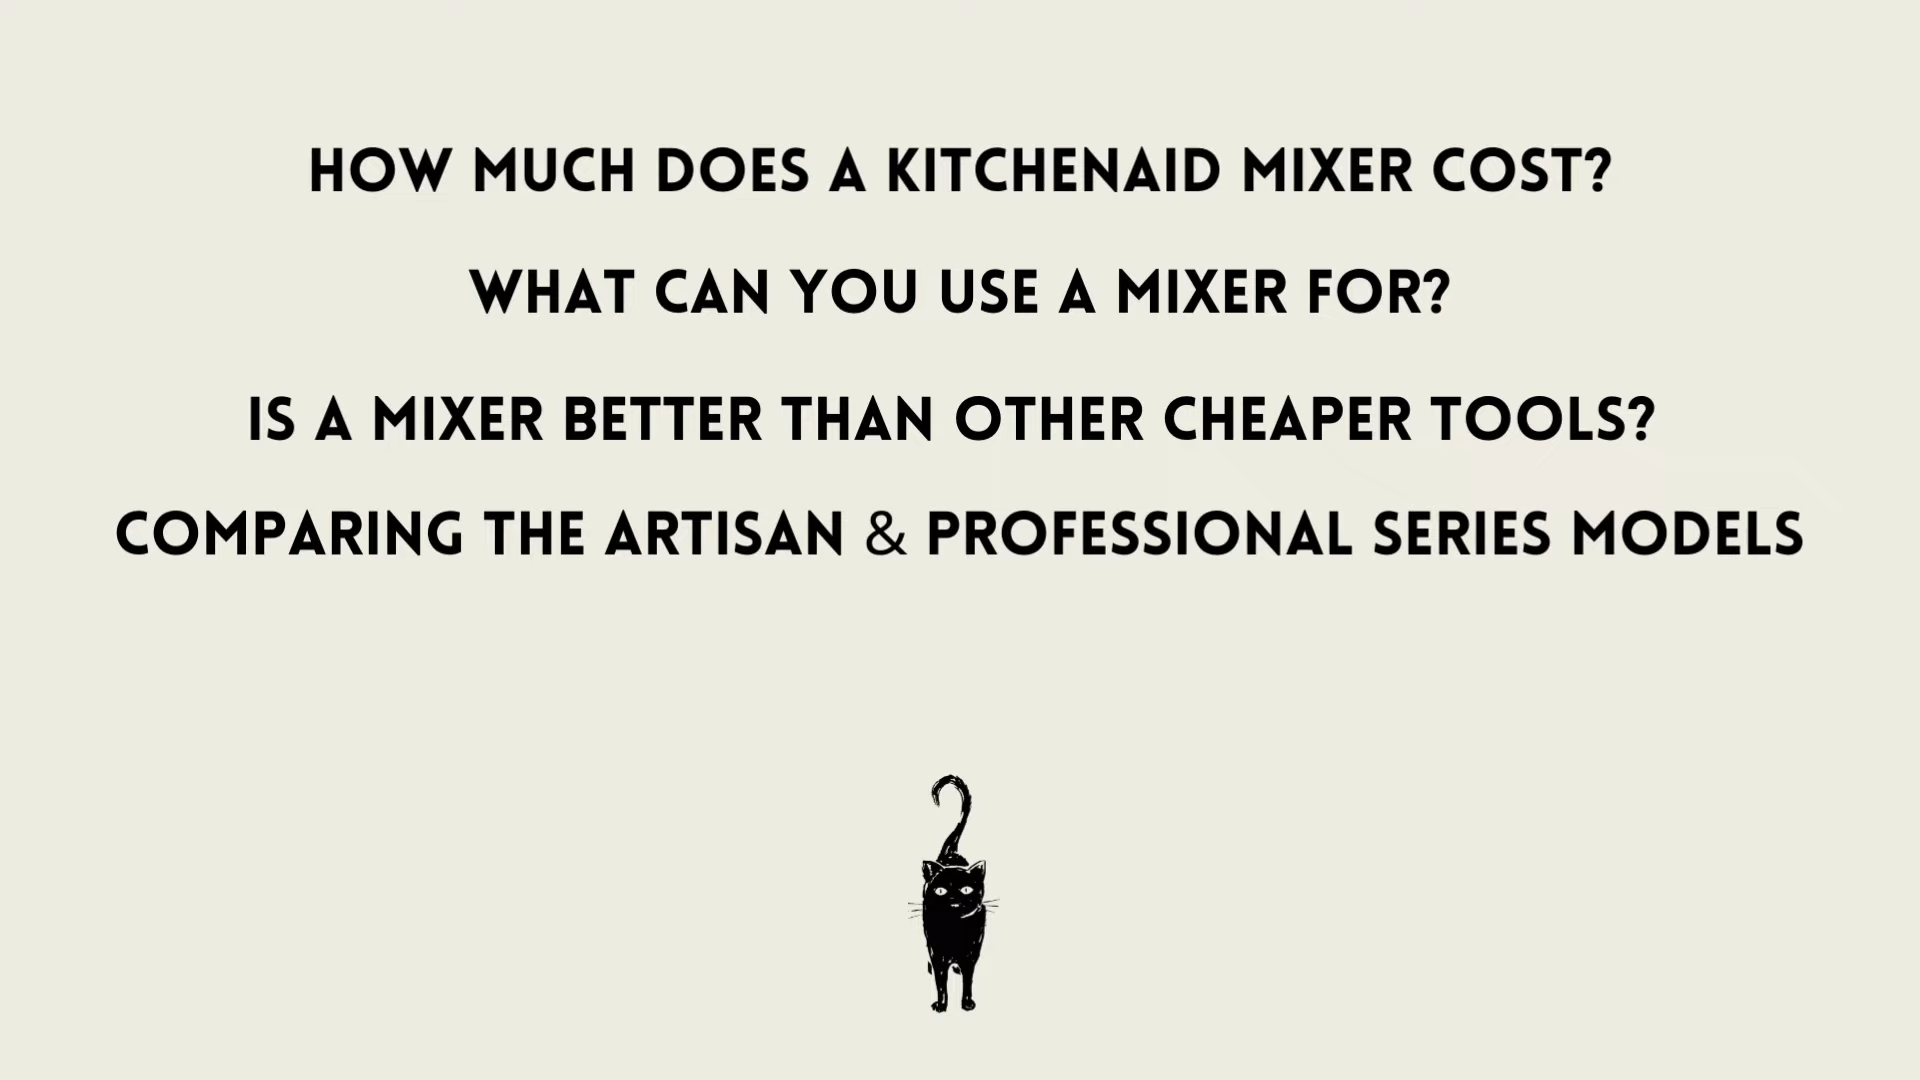 HOW MUCH DOES A KITCHENAID MIXER COST?
WHAT CAN YOU USE A MIXER FOR?
IS A MIXER BETTER THAN OTHER CHEAPER TOOLS?
COMPARING THE ARTISAN & PROFESSIONAL SERIES MODELS